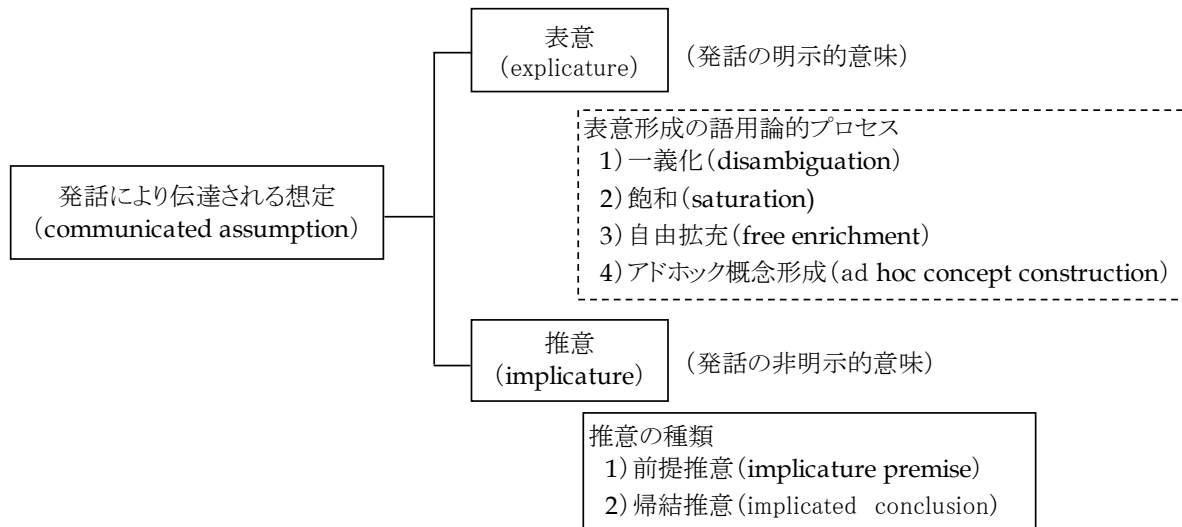 表意
（explicature）
（発話の明示的意味）
表意形成の語用論的プロセス
1）一義化（disambiguation）
2）飽和（saturation)
3）自由拡充（free enrichment）
4）アドホック概念形成（ad hoc concept construction）
発話により伝達される想定
（communicated assumption）
推意
（implicature）
（発話の非明示的意味）
推意の種類
1）前提推意（implicature premise）
2）帰結推意（implicated conclusion）